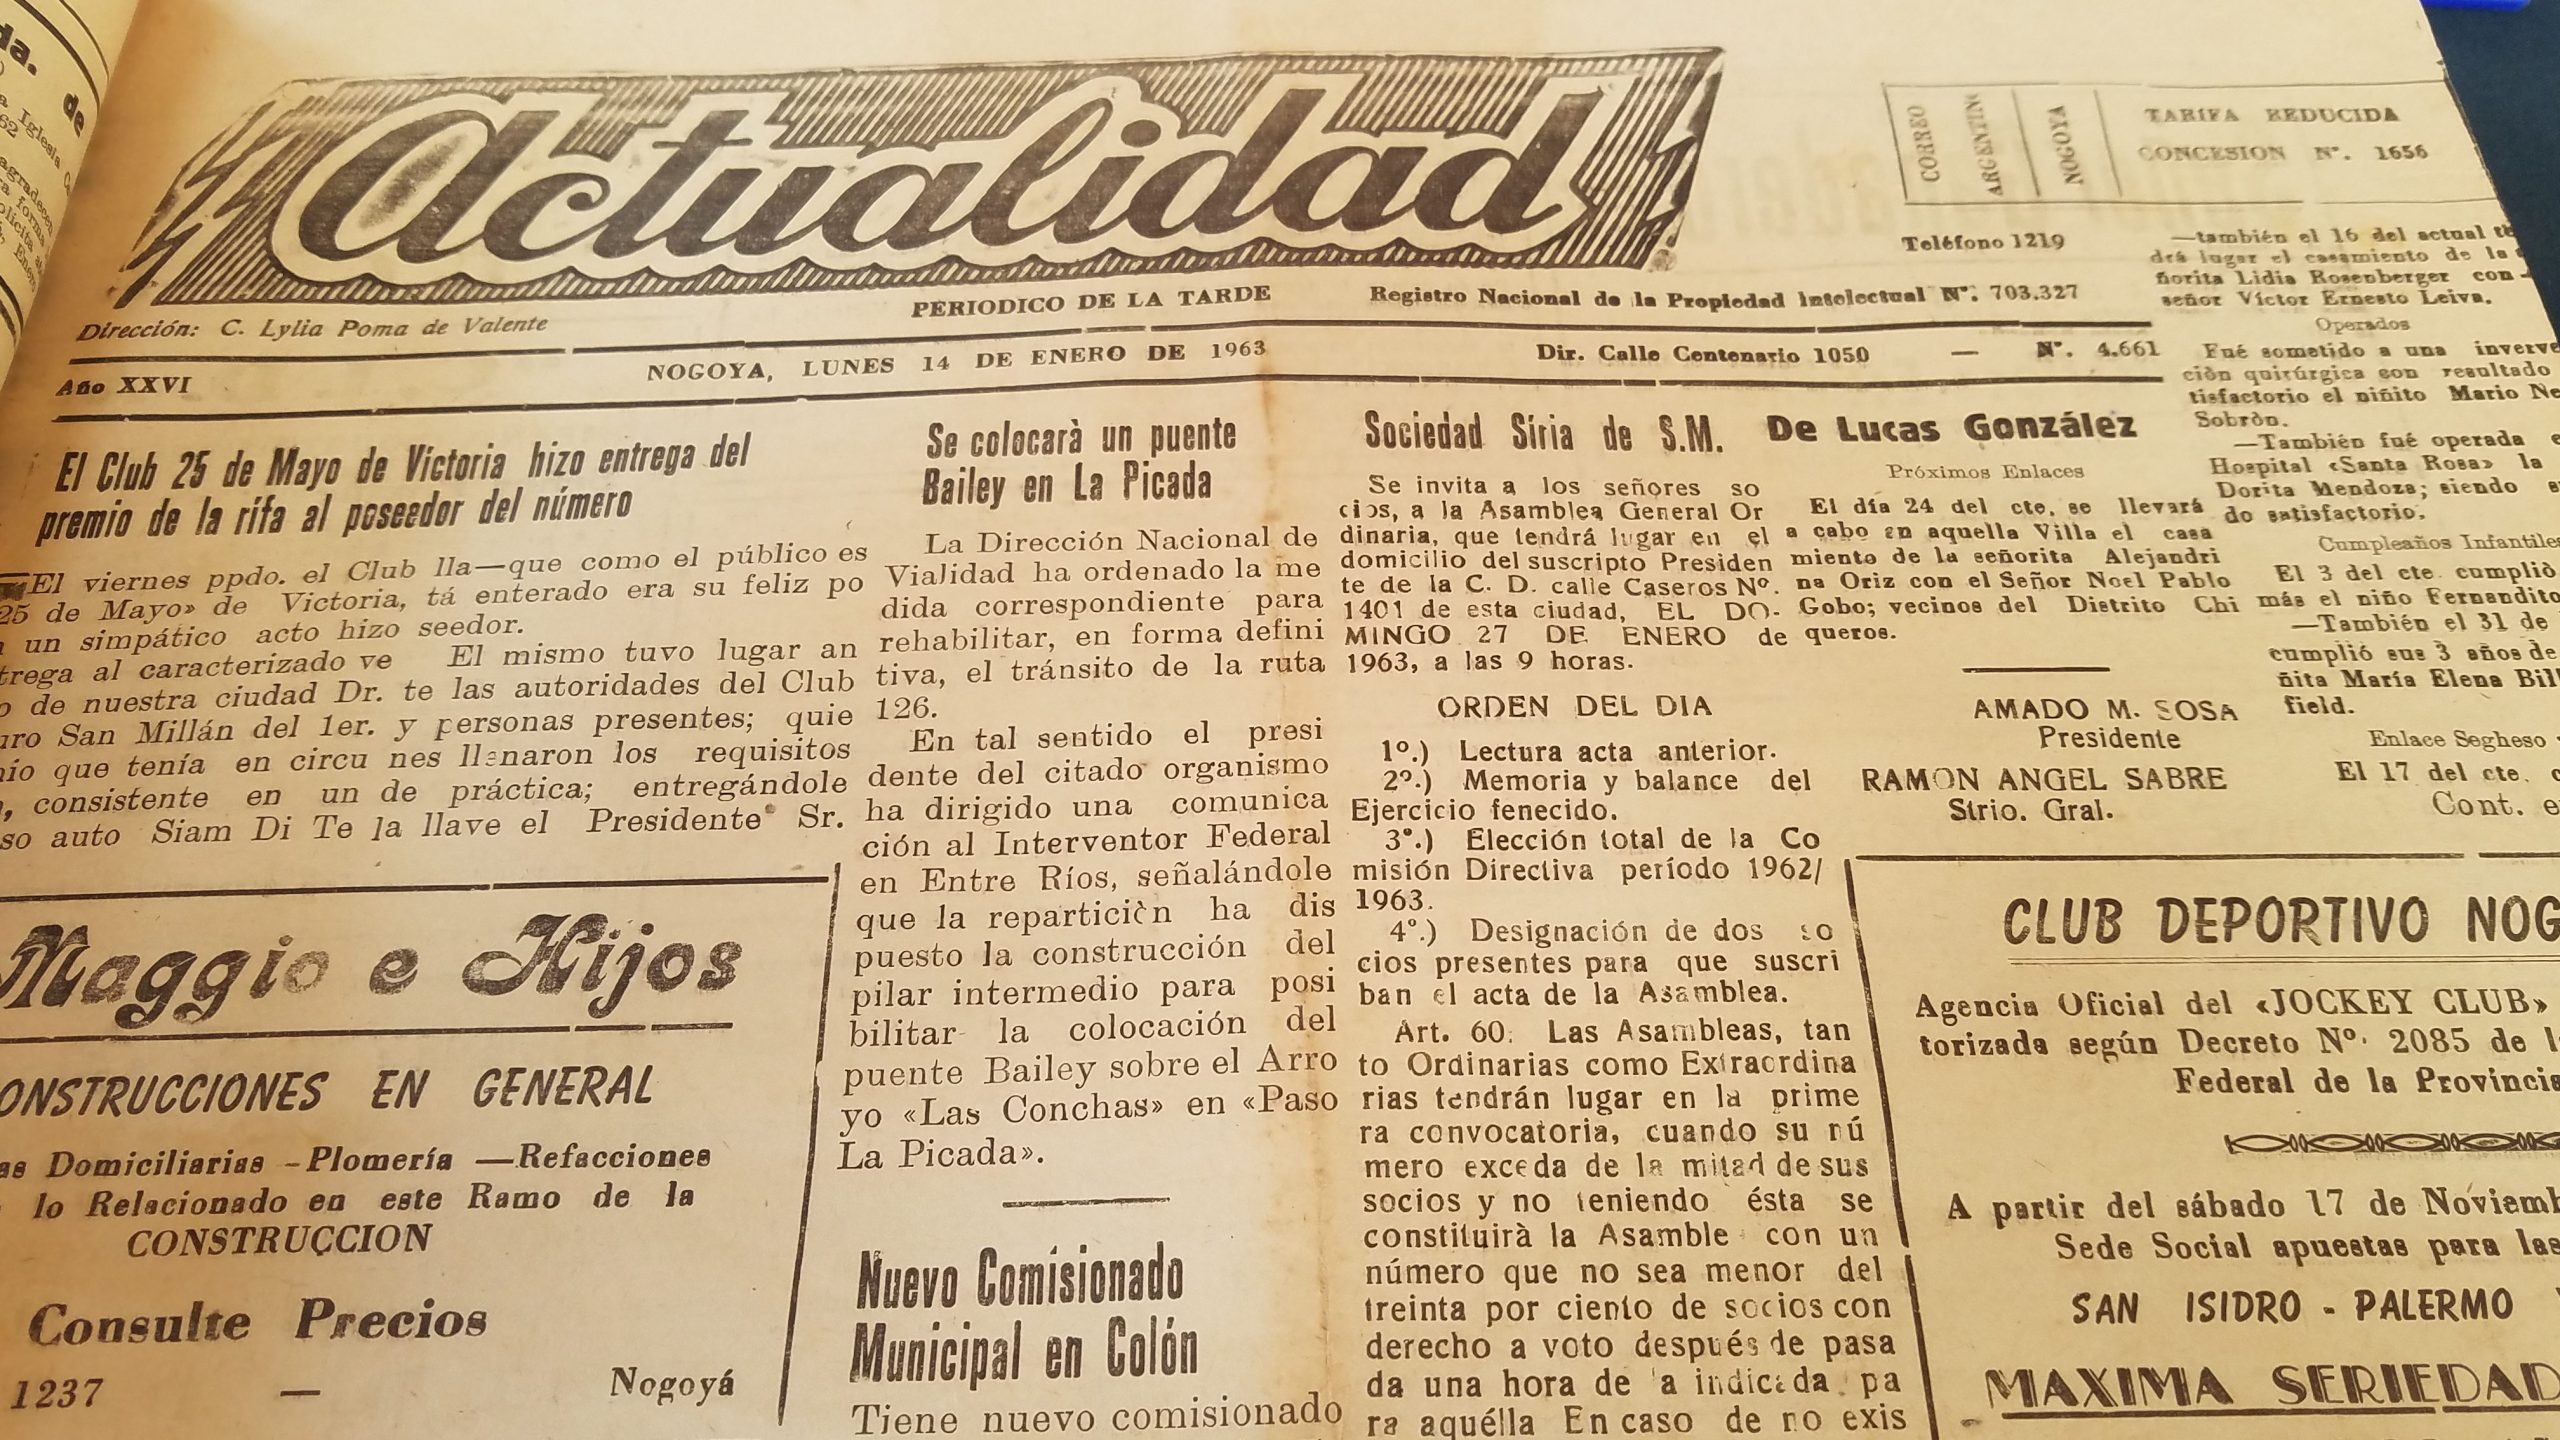 da.
de
Iglesia
Actualidad
CORREO
ARGENTINO
NOGOYA
TARIFA REDUCIDA
CONCESION Nº. 1656
Teléfono 1219
PERIODICO DE LA TARDE
Registro Nacional de la Propiedad Intelectual Nº. 703.327
Dirección: C. Lylia Poma de Valente
Año XXVI
NOGOYA, LUNES 14 DE ENERO DE 1963
Dir. Calle Centenario 1050 — Nº. 4.661
El Club 25 de Mayo de Victoria hizo entrega del
premio de la rifa al poseedor del número
El viernes ppdo. el Club
25 de Mayo» de Victoria,
un simpático acto hizo
trega al caracterizado ve
o de nuestra ciudad Dr.
uro San Millán del 1er.
io que tenía en circu
, consistente en un
so auto Siam Di Te
lla—que como el público es
tá enterado era su feliz po
seedor.
El mismo tuvo lugar an
te las autoridades del Club
y personas presentes; quie
nes llenaron los requisitos
de práctica; entregándole
la llave el Presidente Sr.
Maggio e Hijos
ONSTRUCCIONES EN GENERAL
as Domiciliarias - Plomería — Refacciones
lo Relacionado en este Ramo de la
CONSTRUCCION
Consulte Precios
1237 — Nogoyá
Se colocarà un puente
Bailey en La Picada
La Dirección Nacional de
Vialidad ha ordenado la me
dida correspondiente para
rehabilitar, en forma defini
tiva, el tránsito de la ruta
126.
En tal sentido el presi
dente del citado organismo
ha dirigido una comunica
ción al Interventor Federal
en Entre Ríos, señalándole
que la repartición ha dis
puesto la construcción del
pilar intermedio para posi
bilitar la colocación del
puente Bailey sobre el Arro
yo «Las Conchas» en «Paso
La Picada».
Nuevo Comisionado
Municipal en Colón
Tiene nuevo comisionado
Sociedad Siria de S.M.
Se invita a los señores so
cios, a la Asamblea General Or
dinaria, que tendrá lugar en el
domicilio del suscripto Presiden
te de la C. D. calle Caseros Nº.
1401 de esta ciudad, EL DO-
MINGO 27 DE ENERO de
1963, a las 9 horas.
ORDEN DEL DIA
1º.) Lectura acta anterior.
2º.) Memoria y balance del
Ejercicio fenecido.
3º.) Elección total de la Co
misión Directiva período 1962/
1963.
4º.) Designación de dos so
cios presentes para que suscri
ban el acta de la Asamblea.
Art. 60: Las Asambleas, tan
to Ordinarias como Extraordina
rias tendrán lugar en la prime
ra convocatoria, cuando su nú
mero exceda de la mitad de sus
socios y no teniendo ésta se
constituirà la Asamble con un
número que no sea menor del
treinta por ciento de socios con
derecho a voto después de pasa
da una hora de la indicada pa
ra aquélla En caso de no exis
De Lucas González
Próximos Enlaces
El día 24 del cte. se llevará
a cabo en aquella Villa el casa
miento de la señorita Alejandri
na Oriz con el Señor Noel Pablo
Gobo; vecinos del Distrito Chi
queros.
AMADO M. SOSA
Presidente
RAMON ANGEL SABRE
Strio. Gral.
—también el 16 del actual
drá lugar el casamiento de la
ñorita Lidia Rosenberger con
señor Víctor Ernesto Leiva.
Operados
Fué sometido a una inverve
ciòn quirúrgica con resultado
tisfactorio el niñito Mario Ne
Sobròn.
—También fué operada
Hospital «Santa Rosa» la
Dorita Mendoza; siendo
do satisfactorio.
Cumpleaños Infantiles
El 3 del cte. cumpliò
más el niño Fernandito
—También el 31 de
cumplió sus 3 años de
ñita María Elena Bill
field.
Enlace Segheso
El 17 del cte.
Cont. e
CLUB DEPORTIVO NOG
Agencia Oficial del «JOCKEY CLUB»
torizada según Decreto Nº. 2085 de
Federal de la Provincia
A partir del sábado 17 de Noviemb
Sede Social apuestas para las
SAN ISIDRO - PALERMO
MAXIMA SERIEDAD